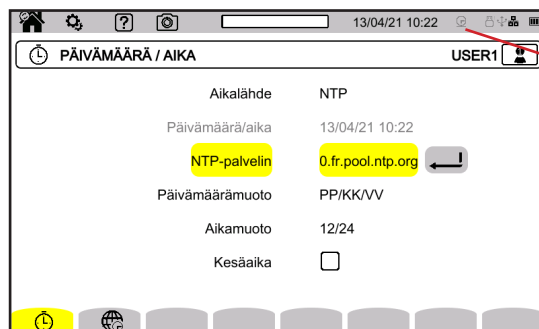 ? 13/04/21 10:22
PÄIVÄMÄÄRÄ / AIKA USER1
Aikalähde NTP
Päivämäärä/aika 13/04/21 10:22
NTP-palvelin 0.fr.pool.ntp.org
Päivämäärämuoto PP/KK/VV
Aikamuoto 12/24
Kesäaika